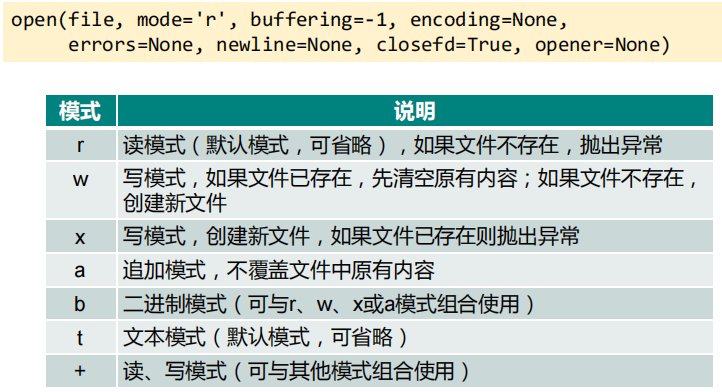 open(file, mode='r', buffering=-1, encoding=None,
errors=None, newline=None, closefd=True, opener=None)
模式 说明
r 读模式（默认模式，可省略），如果文件不存在，抛出异常
w 写模式，如果文件已存在，先清空原有内容；如果文件不存在，
创建新文件
x 写模式，创建新文件，如果文件已存在则抛出异常
a 追加模式，不覆盖文件中原有内容
b 二进制模式（可与r、w、x或a模式组合使用）
t 文本模式（默认模式，可省略）
+ 读、写模式（可与其他模式组合使用）